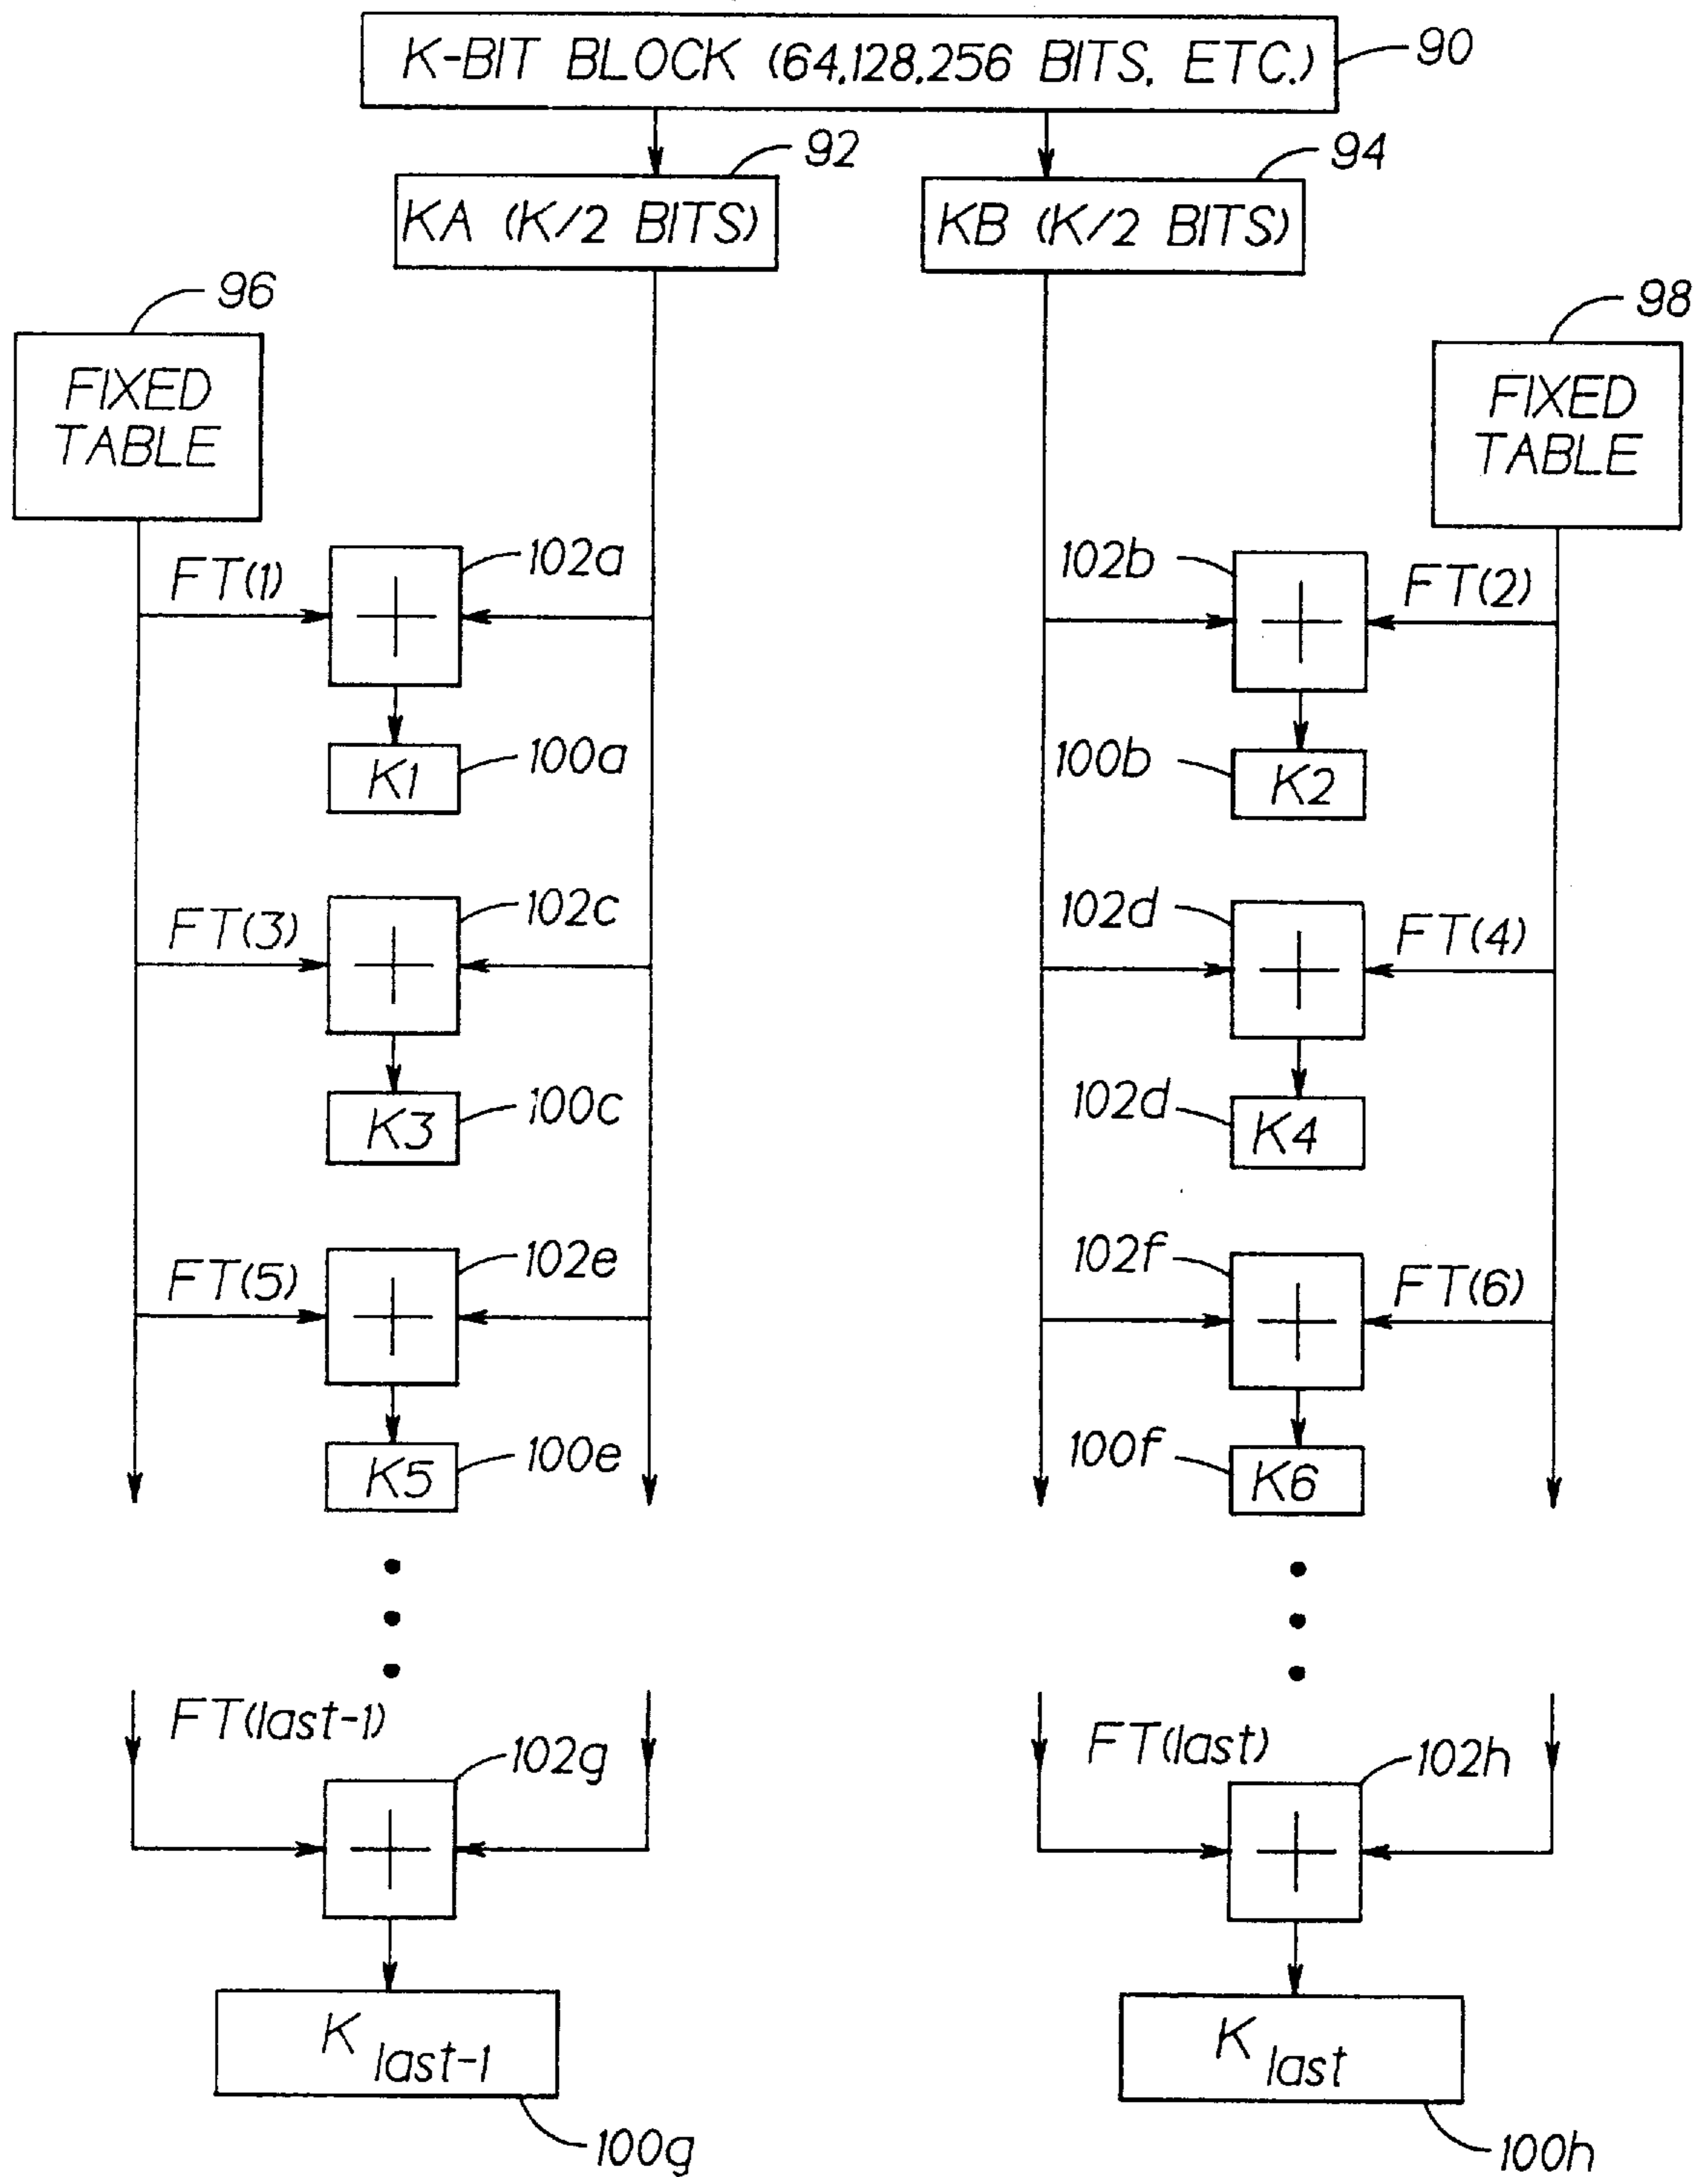 K-BIT BLOCK (64,128,256 BITS, ETC.)
90
92
94
KA (K/2 BITS)
KB (K/2 BITS)
96
98
FIXED
TABLE
FIXED
TABLE
FT(1)
102a
102b
FT(2)
K1
100a
100b
K2
FT(3)
102c
102d
FT(4)
K3
100c
102d
K4
FT(5)
102e
102f
FT(6)
K5
100e
100f
K6
FT(last-1)
102g
FT(last)
102h
K last-1
K last
100g
100h